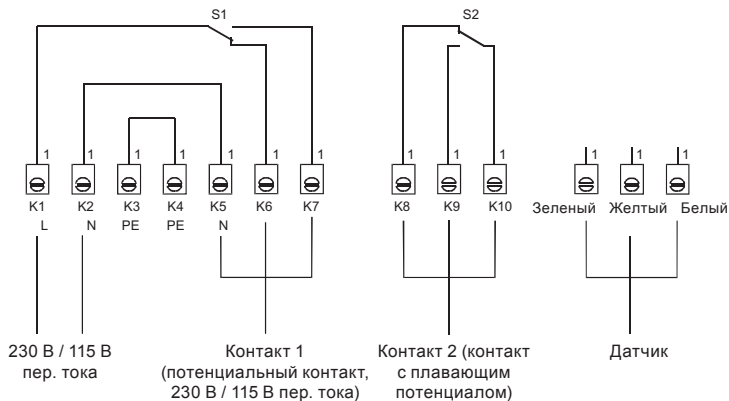 S1 S2
1 1 1 1 1 1 1 1 1 1 1 1 1
K1 K2 K3 K4 K5 K6 K7 K8 K9 K10 Зеленый Желтый Белый
L N PE PE N
230 В / 115 В Контакт 1 Контакт 2 (контакт Датчик
пер. тока (потенциальный контакт, с плавающим
230 В / 115 В пер. тока) потенциалом)